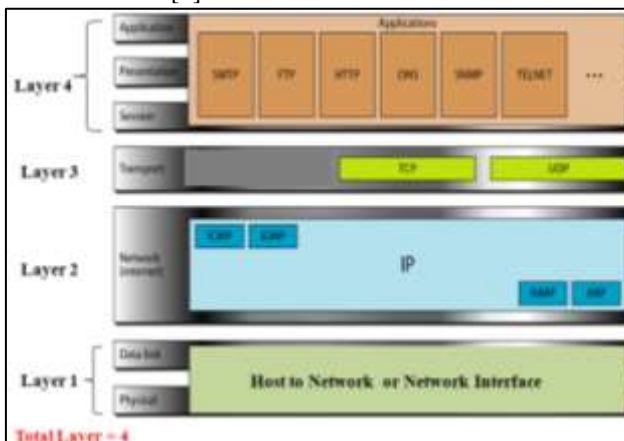 Application
Applications
Presentation
SMTP FTP HTTP DNS SNMP TELNET ...
Layer 4
Session
Layer 3
Transport
TCP
UDP
ICMP IGMP
Layer 2
Network
(internet)
IP
RARP ARP
Data link
Layer 1
Host to Network or Network Interface
Physical
Total Layer = 4